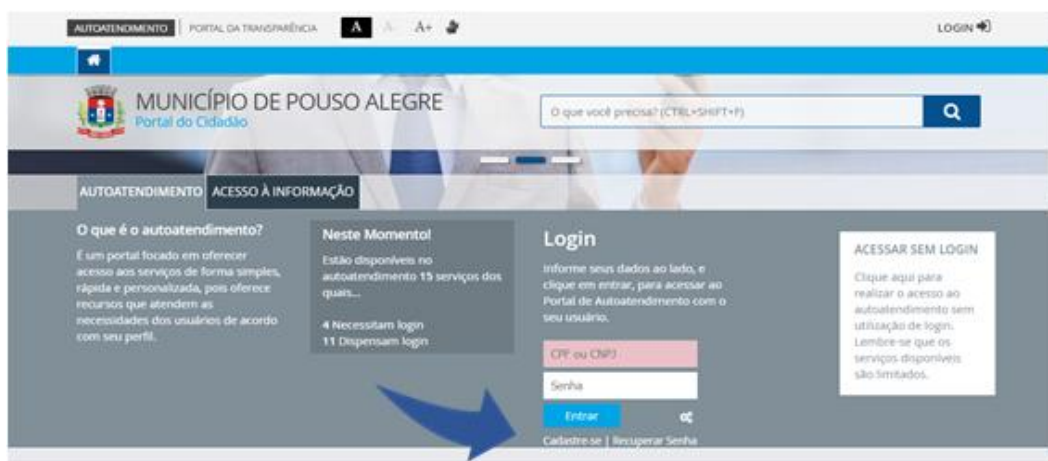 AUTOATENDIMENTO PORTAL DA TRANSPARÊNCIA A A- A+ LOGIN
MUNICÍPIO DE POUSO ALEGRE
Portal do Cidadão
O que você precisa? (CTRL+SHIFT+F)
AUTOATENDIMENTO ACESSO À INFORMAÇÃO
O que é o autoatendimento?
É um portal focado em oferecer
acesso aos serviços de forma simples,
rápida e personalizada, pois oferece
recursos que atendem as
necessidades dos usuários de acordo
com seu perfil.
Neste Momento!
Estão disponíveis no
autoatendimento 15 serviços dos
quais...
4 Necessitam login
11 Dispensam login
Login
Informe seus dados ao lado, e
clique em entrar, para acessar ao
Portal de Autoatendimento com o
seu usuário.
CPF ou CNPJ
Senha
Entrar
Cadastre-se | Recuperar Senha
ACESSAR SEM LOGIN
Clique aqui para
realizar o acesso ao
autoatendimento sem
utilização de login.
Lembre-se que os
serviços disponíveis
são limitados.